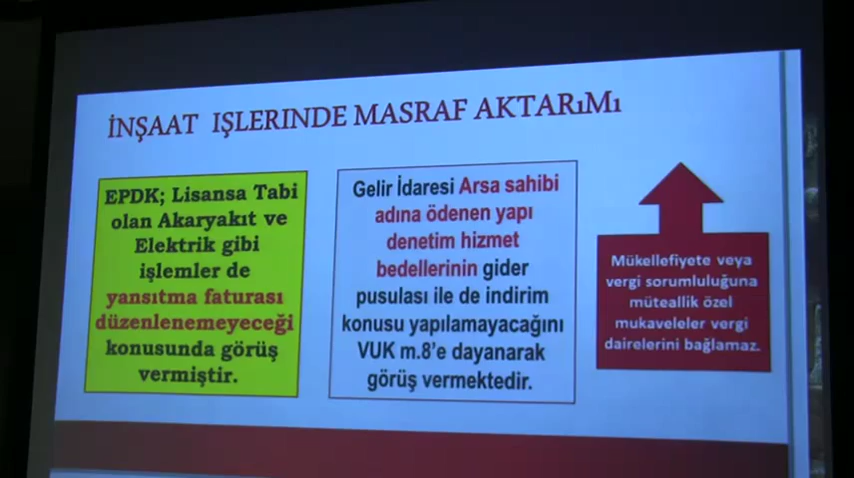 İNŞAAT IŞLERINDE MASRAF AKTARıMı
EPDK; Lisansa Tabi
olan Akaryakıt ve
Elektrik gibi
işlemler de
yansıtma faturası
düzenlenemeyeceği
konusunda görüş
vermiştir.
Gelir İdaresi Arsa sahibi
adına ödenen yapı
denetim hizmet
bedellerinin gider
pusulası ile de indirim
konusu yapılamayacağını
VUK m.8’e dayanarak
görüş vermektedir.
Mükellefiyete veya
vergi sorumluluğuna
müteallik özel
mukaveleler vergi
dairelerini bağlamaz.